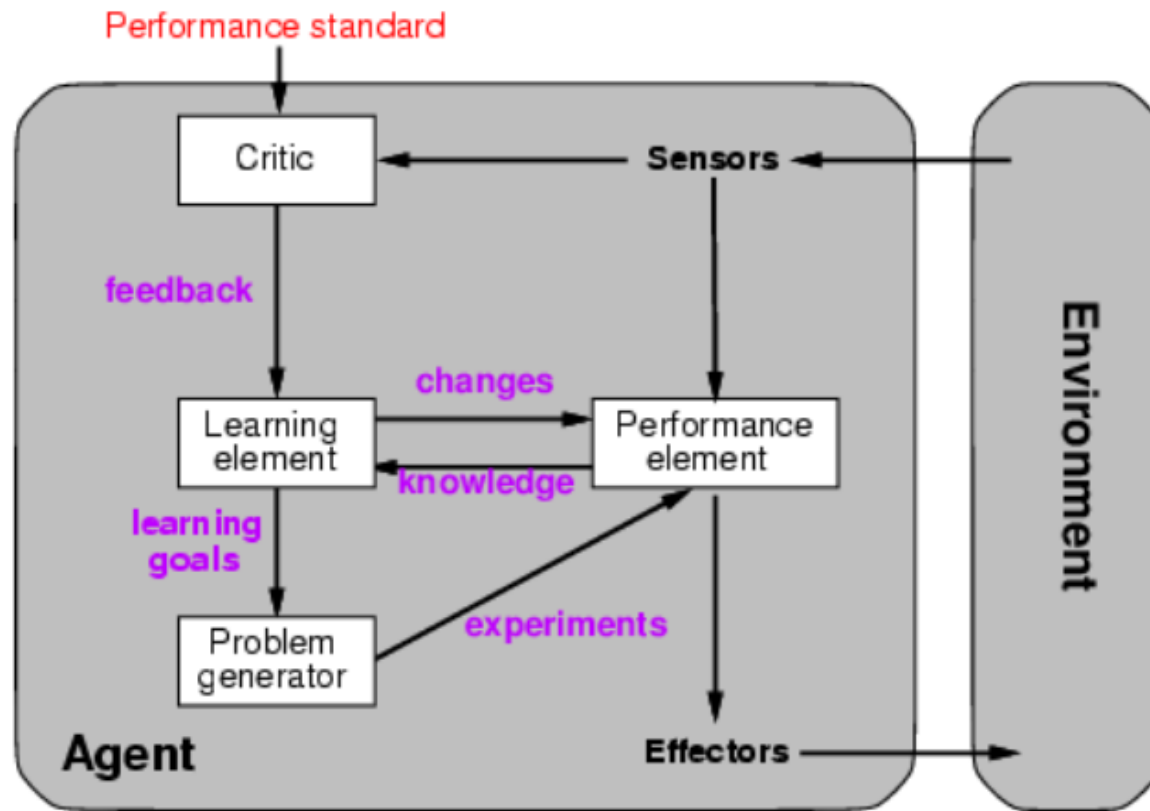 Performance standard
Critic
Sensors
feedback
changes
Learning
element
Performance
element
knowledge
learning
goals
experiments
Problem
generator
Agent
Effectors
Environment